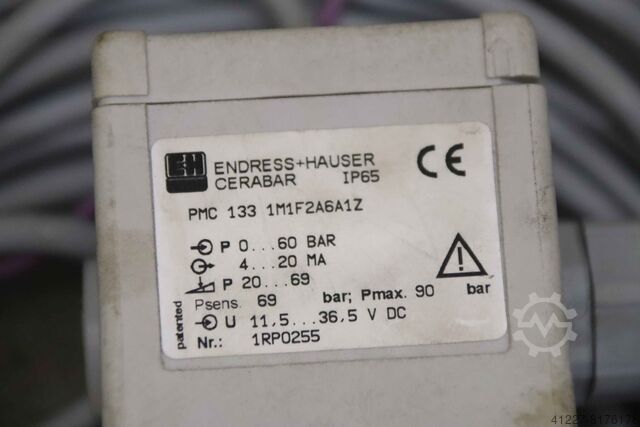 E+H
ENDRESS+HAUSER
CERABAR IP65
CE
PMC 133 1M1F2A6A1Z
P 0...60 BAR
4...20 MA
P 20...69
Psens. 69 bar; Pmax. 90 bar
U 11,5...36,5 V DC
Nr.: 1RP0255
patented